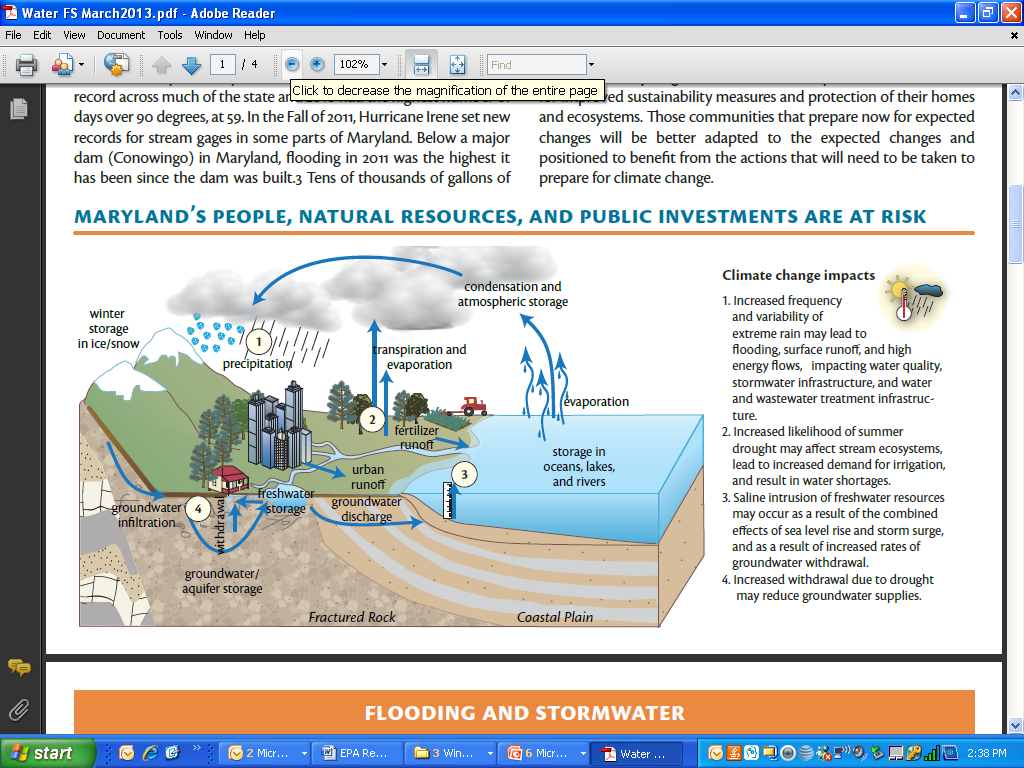 Water FS March2013.pdf - Adobe Reader
File Edit View Document Tools Window Help
1 / 4 102% Find
Click to decrease the magnification of the entire page
record across much of the state an
days over 90 degrees, at 59. In the Fall of 2011, Hurricane Irene set new
records for stream gages in some parts of Maryland. Below a major
dam (Conowingo) in Maryland, flooding in 2011 was the highest it
has been since the dam was built.3 Tens of thousands of gallons of
sustainability measures and protection of their homes
and ecosystems. Those communities that prepare now for expected
changes will be better adapted to the expected changes and
positioned to benefit from the actions that will need to be taken to
prepare for climate change.
MARYLAND'S PEOPLE, NATURAL RESOURCES, AND PUBLIC INVESTMENTS ARE AT RISK
condensation and
atmospheric storage
winter
storage
in ice/snow
1
precipitation
transpiration and
evaporation
evaporation
2
fertilizer
runoff
storage in
oceans, lakes,
and rivers
urban
runoff
3
freshwater
storage
groundwater
discharge
groundwater
infiltration
4
withdrawal
groundwater/
aquifer storage
Fractured Rock
Coastal Plain
Climate change impacts
1. Increased frequency
and variability of
extreme rain may lead to
flooding, surface runoff, and high
energy flows, impacting water quality,
stormwater infrastructure, and water
and wastewater treatment infrastruc-
ture.
2. Increased likelihood of summer
drought may affect stream ecosystems,
lead to increased demand for irrigation,
and result in water shortages.
3. Saline intrusion of freshwater resources
may occur as a result of the combined
effects of sea level rise and storm surge,
and as a result of increased rates of
groundwater withdrawal.
4. Increased withdrawal due to drought
may reduce groundwater supplies.
FLOODING AND STORMWATER
start
2 Micr...
EPA Re...
3 Win...
6 Micr...
Water ...
2:38 PM